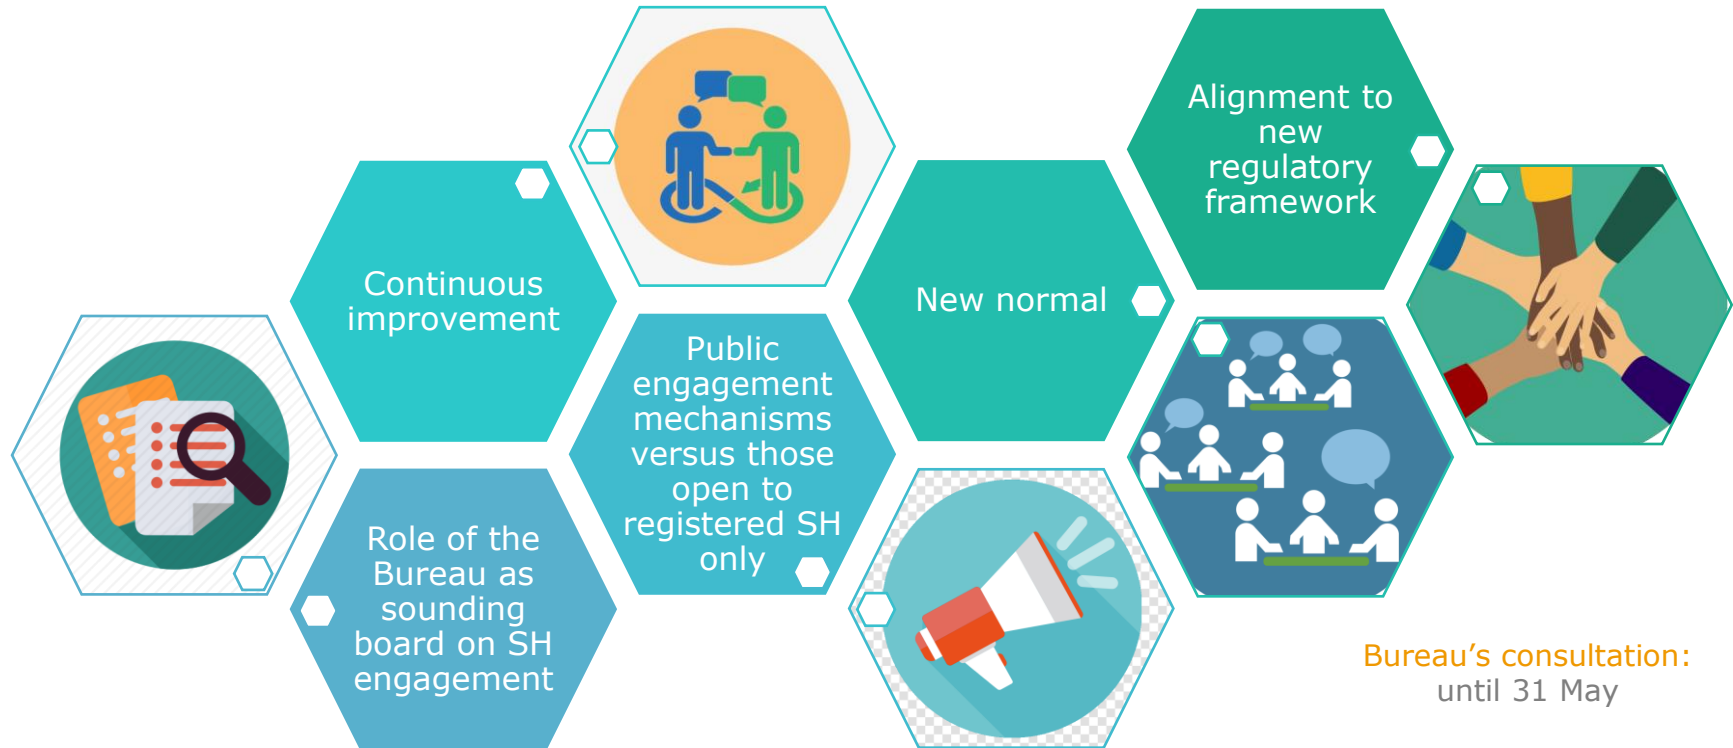 Continuous
improvement
Role of the
Bureau as
sounding
board on SH
engagement
Public
engagement
mechanisms
versus those
open to
registered SH
only
New normal
Alignment to
new
regulatory
framework
Bureau’s consultation:
until 31 May